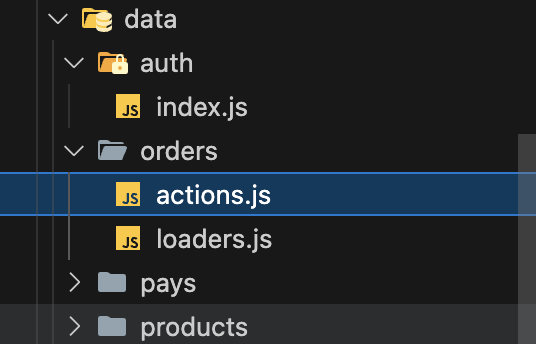 data
auth
JS index.js
orders
JS actions.js
JS loaders.js
pays
products